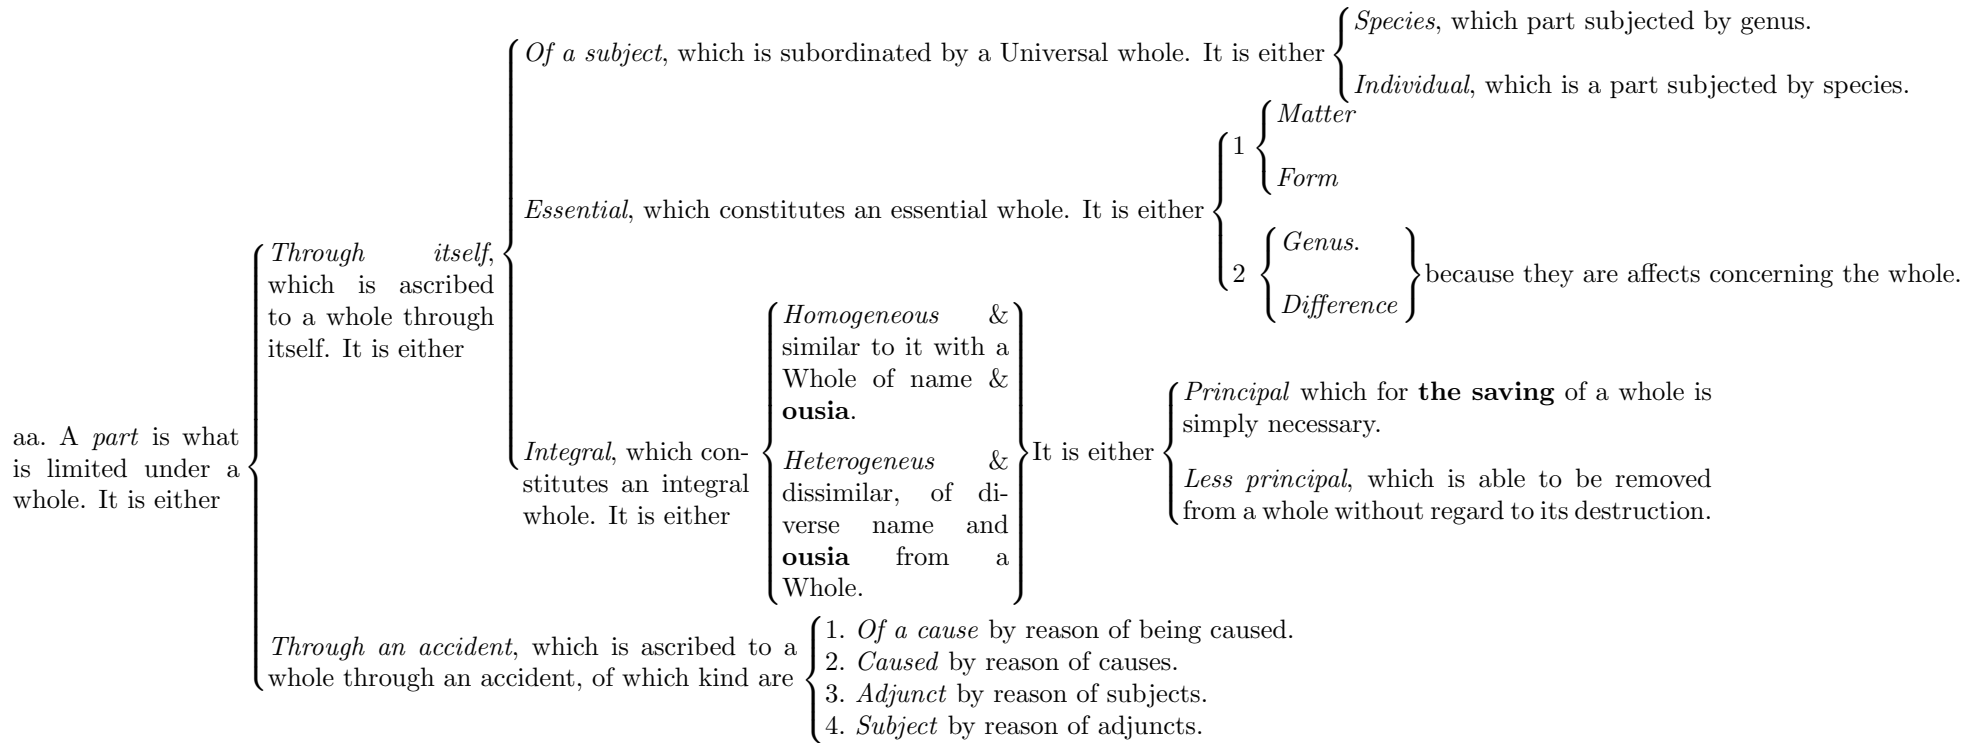 aa. A part is what
is limited under a
whole. It is either
Through itself,
which is ascribed
to a whole through
itself. It is either
Of a subject, which is subordinated by a Universal whole. It is either
Species, which part subjected by genus.
Individual, which is a part subjected by species.
Essential, which constitutes an essential whole. It is either
1
Matter
Form
2
Genus.
Difference
because they are affects concerning the whole.
Integral, which con-
stitutes an integral
whole. It is either
Homogeneous &
similar to it with a
Whole of name &
ousia.
Heterogeneus &
dissimilar, of di-
verse name and
ousia from a
Whole.
It is either
Principal which for the saving of a whole is
simply necessary.
Less principal, which is able to be removed
from a whole without regard to its destruction.
Through an accident, which is ascribed to a
whole through an accident, of which kind are
1. Of a cause by reason of being caused.
2. Caused by reason of causes.
3. Adjunct by reason of subjects.
4. Subject by reason of adjuncts.